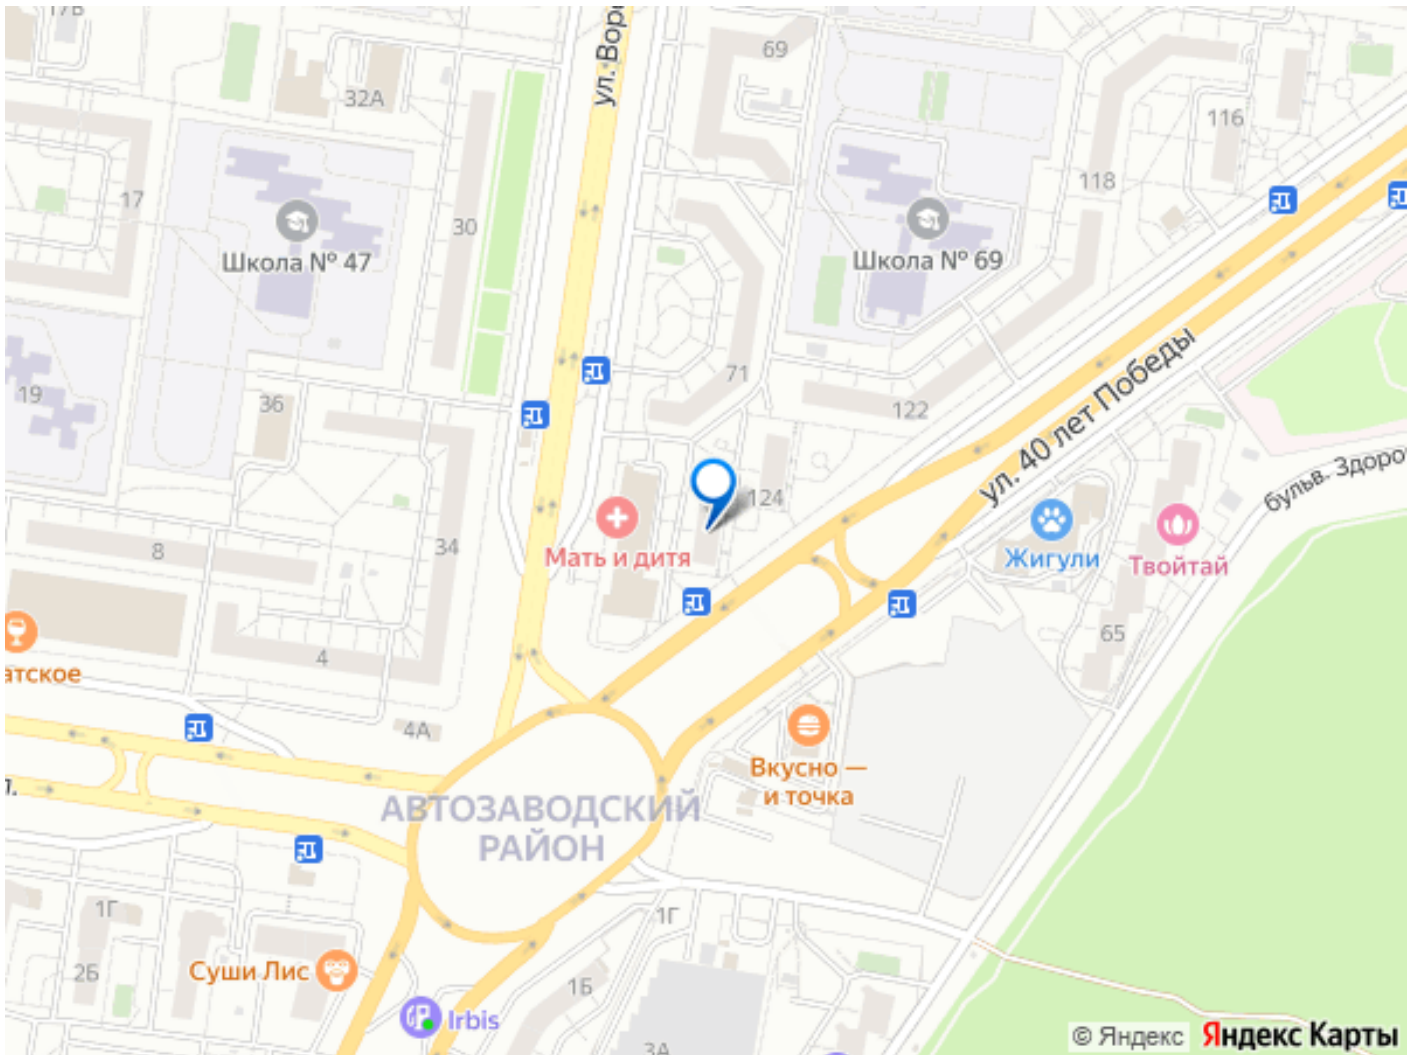 17В
69
32А
116
17
118
30
Школа № 47
Школа № 69
19
36
71
122
ул. 40 лет Победы
124
8
34
Мать и дитя
Жигули
Твойтай
4
65
атское
4А
Вкусно —
и точка
АВТОЗАВОДСКИЙ
РАЙОН
1Г
1Г
2Б
Суши Лис
1Б
Irbis
3А
© Яндекс
Яндекс Карты
ул. Воро
бульв. Здоро